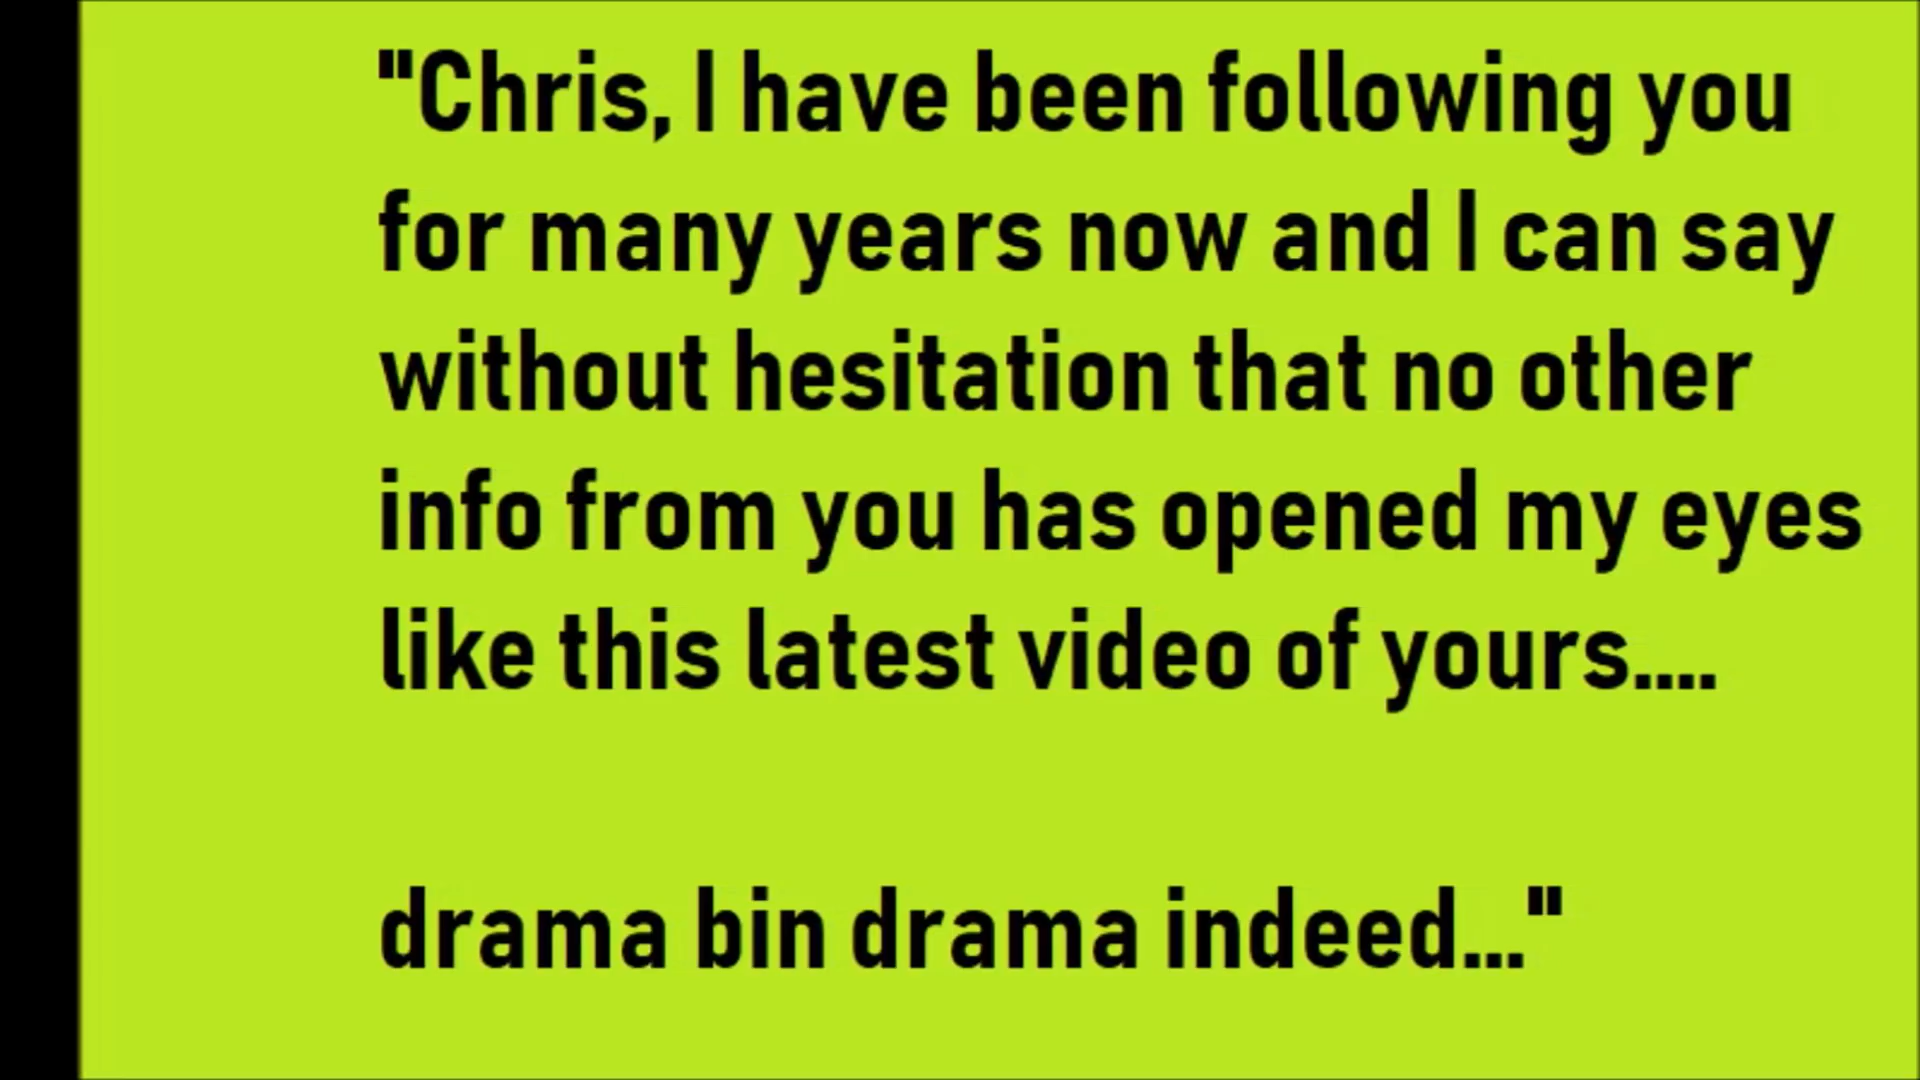 "Chris, I have been following you
for many years now and I can say
without hesitation that no other
info from you has opened my eyes
like this latest video of yours....
drama bin drama indeed..."